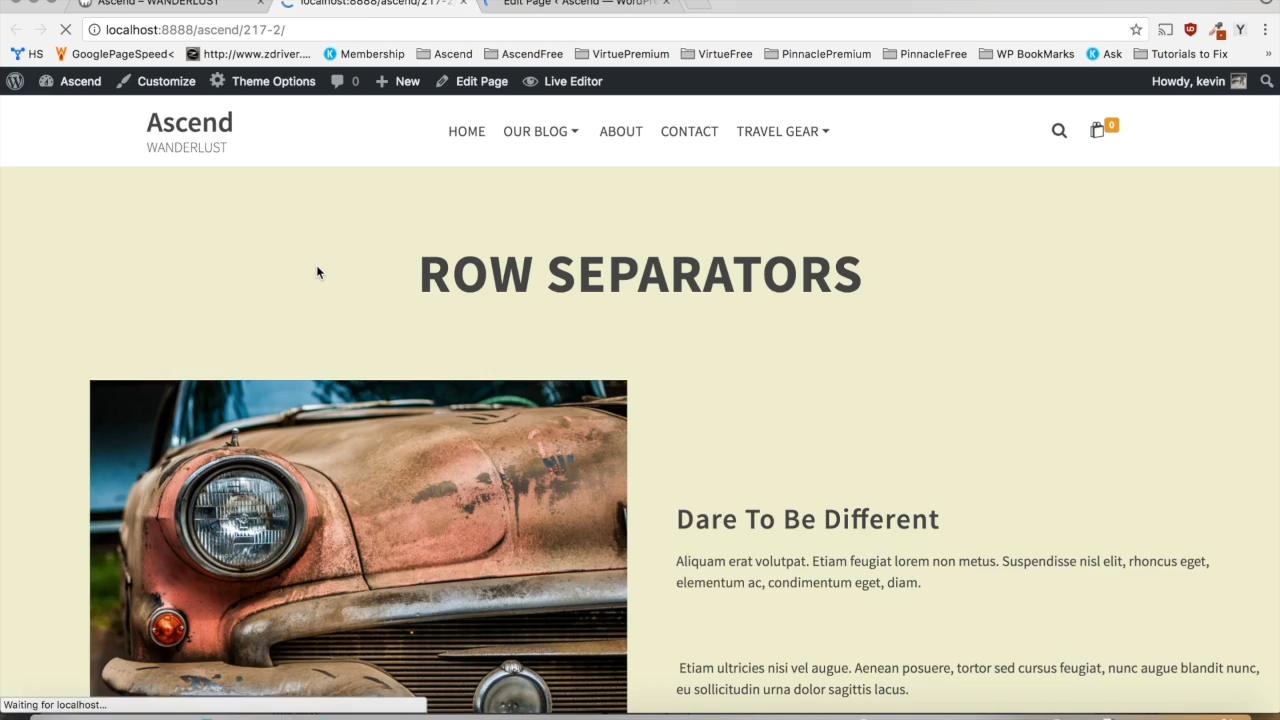 Ascend – WANDERLUST
localhost:8888/ascend/217-2
Edit Page ‹ Ascend — WordPr
localhost:8888/ascend/217-2/
HS
GooglePageSpeed<
http://www.zdriver....
Membership
Ascend
AscendFree
VirtuePremium
VirtueFree
PinnaclePremium
PinnacleFree
WP BookMarks
Ask
Tutorials to Fix
»
Ascend
Customize
Theme Options
0
New
Edit Page
Live Editor
Howdy, kevin
Ascend
WANDERLUST
HOME
OUR BLOG
ABOUT
CONTACT
TRAVEL GEAR
0
ROW SEPARATORS
Dare To Be Different
Aliquam erat volutpat. Etiam feugiat lorem non metus. Suspendisse nisl elit, rhoncus eget,
elementum ac, condimentum eget, diam.
Etiam ultricies nisi vel augue. Aenean posuere, tortor sed cursus feugiat, nunc augue blandit nunc,
eu sollicitudin urna dolor sagittis lacus.
Waiting for localhost...